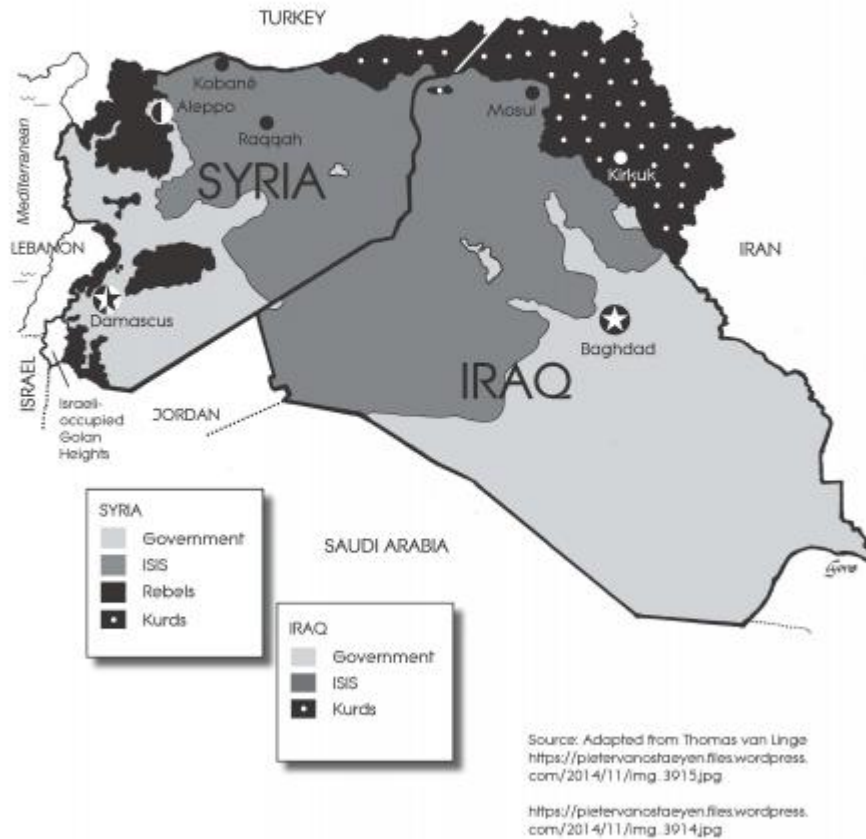 TURKEY
Kobanê
Aleppo
Raqqah
Mosul
SYRIA
Kirkuk
Mediterranean
LEBANON
IRAN
Damascus
Baghdad
IRAQ
ISRAEL
JORDAN
Israeli-
occupied
Golan
Heights
SYRIA
Government
ISIS
Rebels
Kurds
SAUDI ARABIA
IRAQ
Government
ISIS
Kurds
Source: Adapted from Thomas van Linge
https://pietervanostaeyen.files.wordpress.
com/2014/11/img_3915.jpg
https://pietervanostaeyen.files.wordpress.
com/2014/11/img_3914.jpg